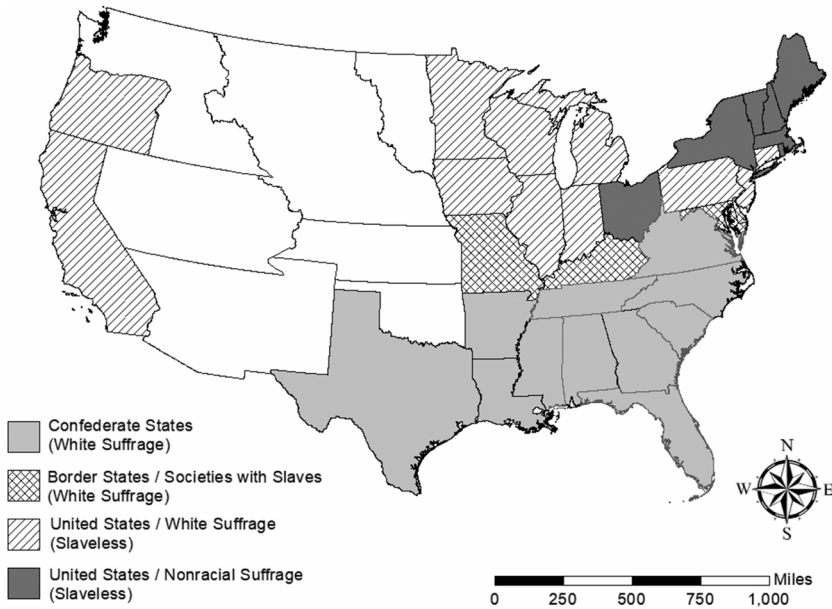 Confederate States
(White Suffrage)
Border States / Societies with Slaves
(White Suffrage)
United States / White Suffrage
(Slaveless)
United States / Nonracial Suffrage
(Slaveless)
N
W E
S
Miles
0 250 500 750 1,000